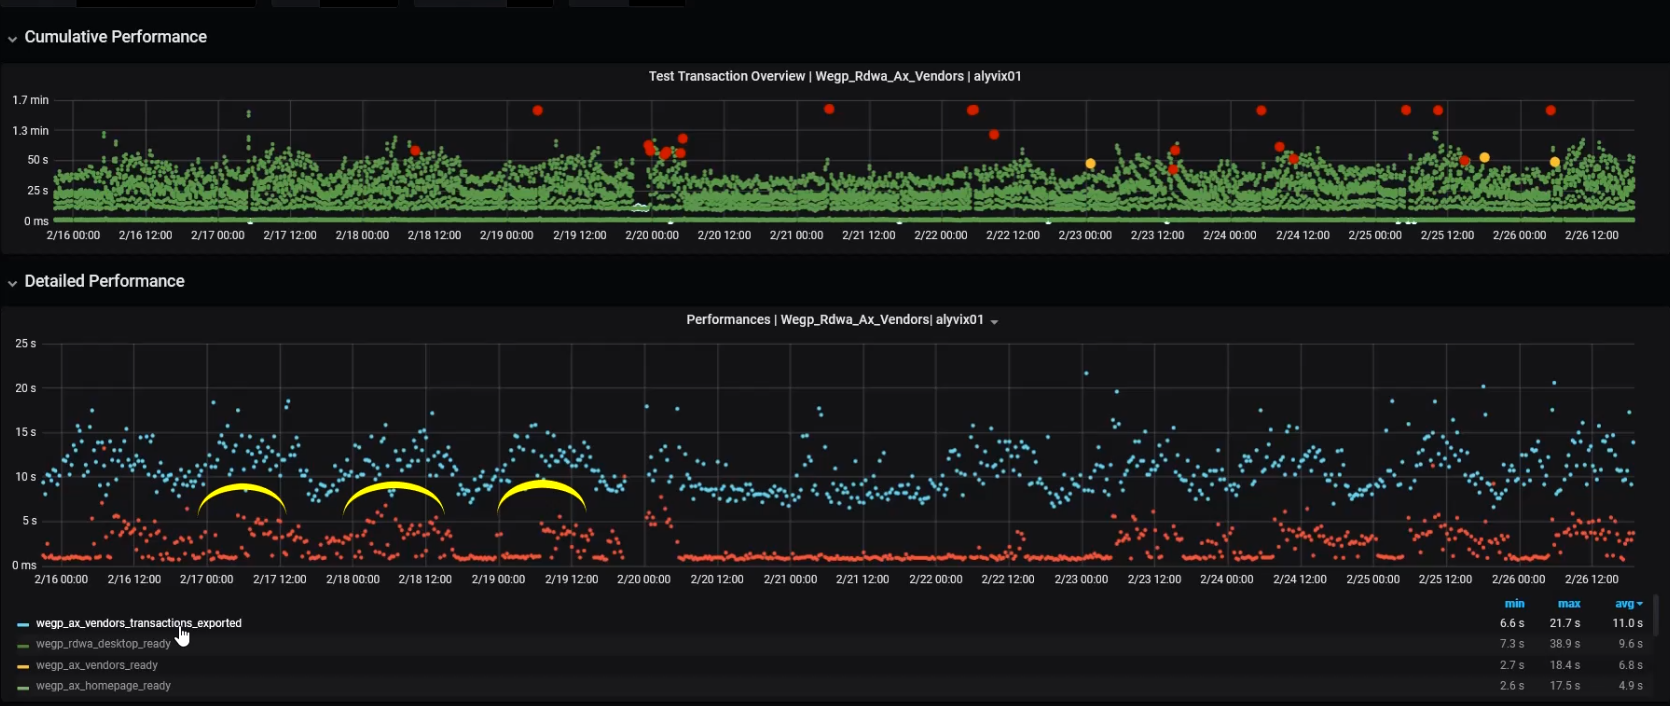 Cumulative Performance
Test Transaction Overview | Wegp_Rdwa_Ax_Vendors | alyvix01
1.7 min
1.3 min
50 s
25 s
0 ms
2/16 00:00 2/16 12:00 2/17 00:00 2/17 12:00 2/18 00:00 2/18 12:00 2/19 00:00 2/19 12:00 2/20 00:00 2/20 12:00 2/21 00:00 2/21 12:00 2/22 00:00 2/22 12:00 2/23 00:00 2/23 12:00 2/24 00:00 2/24 12:00 2/25 00:00 2/25 12:00 2/26 00:00 2/26 12:00
Detailed Performance
Performances | Wegp_Rdwa_Ax_Vendors| alyvix01
25 s
20 s
15 s
10 s
5 s
0 ms
2/16 00:00 2/16 12:00 2/17 00:00 2/17 12:00 2/18 00:00 2/18 12:00 2/19 00:00 2/19 12:00 2/20 00:00 2/20 12:00 2/21 00:00 2/21 12:00 2/22 00:00 2/22 12:00 2/23 00:00 2/23 12:00 2/24 00:00 2/24 12:00 2/25 00:00 2/25 12:00 2/26 00:00 2/26 12:00
min max avg
wegp_ax_vendors_transactions_exported 6.6 s 21.7 s 11.0 s
wegp_rdwa_desktop_ready 7.3 s 38.9 s 9.6 s
wegp_ax_vendors_ready 2.7 s 18.4 s 6.8 s
wegp_ax_homepage_ready 2.6 s 17.5 s 4.9 s